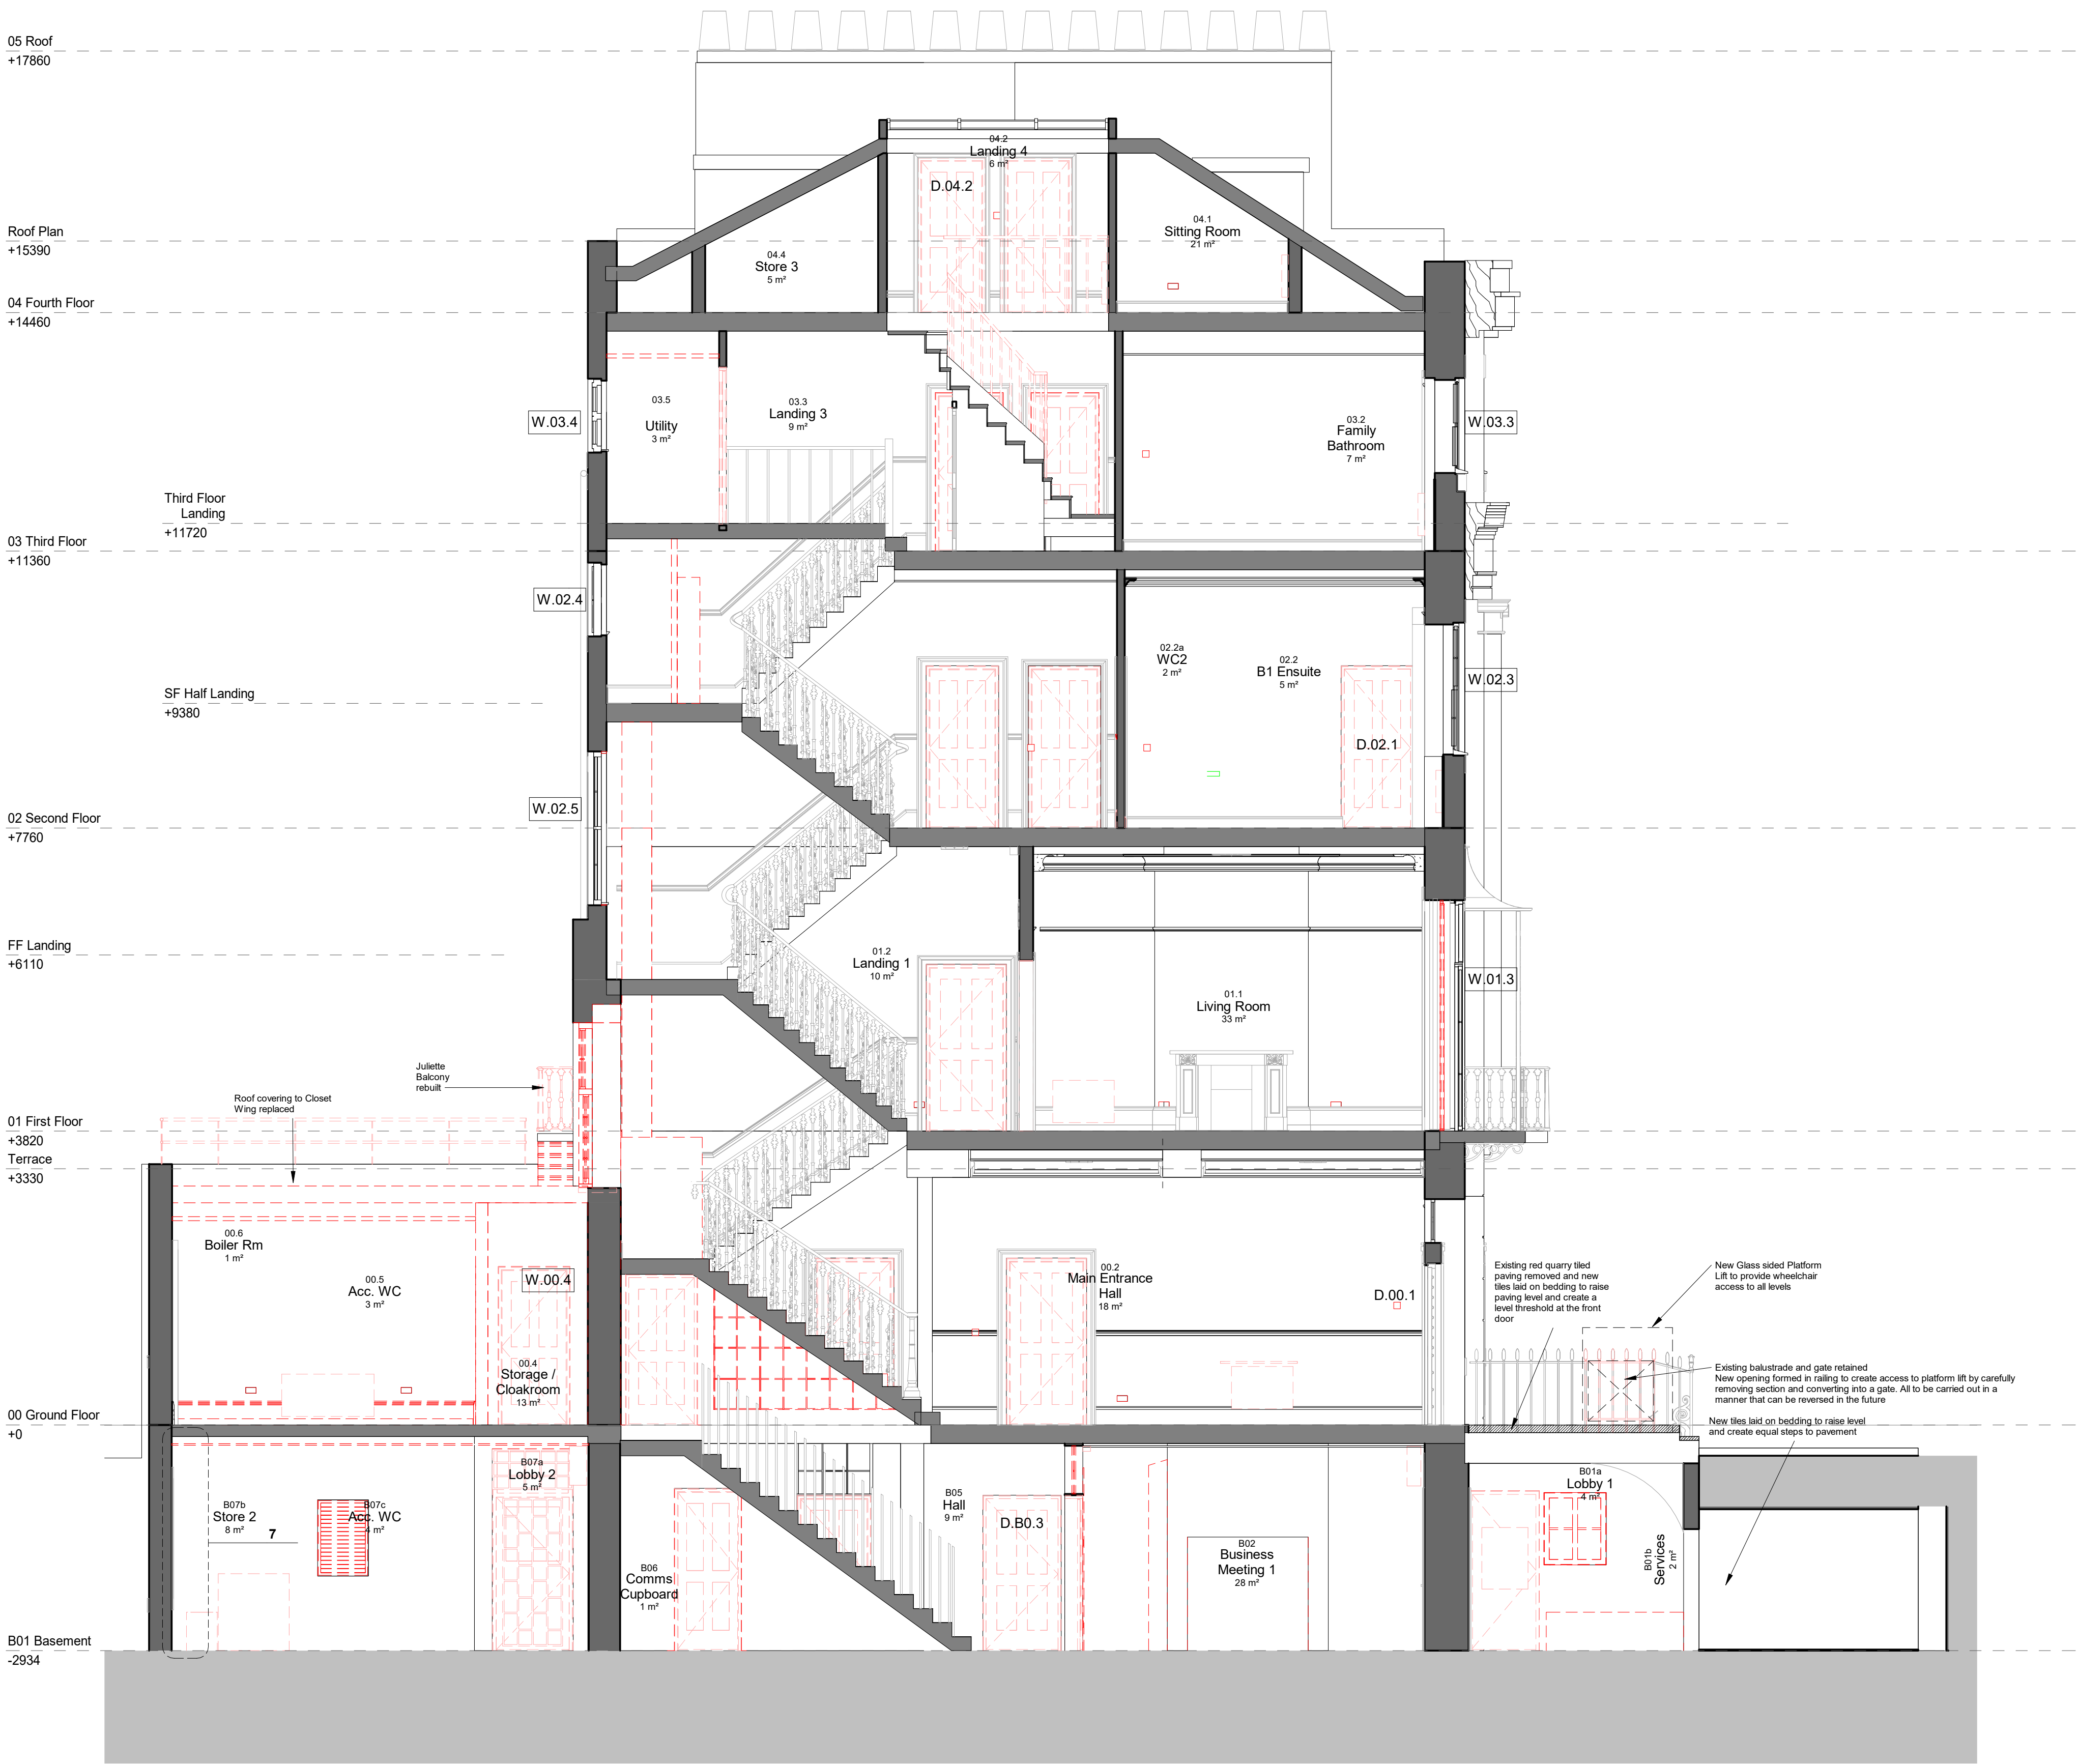 05 Roof
+17860
04.2
Landing 4
6 m²
D.04.2
Roof Plan
+15390
04.1
Sitting Room
21 m²
04.4
Store 3
5 m²
04 Fourth Floor
+14460
W.03.4
03.5
Utility
3 m²
03.3
Landing 3
9 m²
03.2
Family
Bathroom
7 m²
W.03.3
Third Floor
Landing
+11720
03 Third Floor
+11360
W.02.4
02.2a
WC2
2 m²
02.2
B1 Ensuite
5 m²
W.02.3
SF Half Landing
+9380
D.02.1
W.02.5
02 Second Floor
+7760
FF Landing
+6110
01.2
Landing 1
10 m²
01.1
Living Room
33 m²
W.01.3
Juliette
Balcony
rebuilt
Roof covering to Closet
Wing replaced
01 First Floor
+3820
Terrace
+3330
00.6
Boiler Rm
1 m²
00.5
Acc. WC
3 m²
W.00.4
00.4
Storage /
Cloakroom
13 m²
00.2
Main Entrance
Hall
18 m²
D.00.1
Existing red quarry tiled
paving removed and new
tiles laid on bedding to raise
paving level and create a
level threshold at the front
door
New Glass sided Platform
Lift to provide wheelchair
access to all levels
Existing balustrade and gate retained
New opening formed in railing to create access to platform lift by carefully
removing section and converting into a gate. All to be carried out in a
manner that can be reversed in the future
New tiles laid on bedding to raise level
and create equal steps to pavement
00 Ground Floor
+0
B07a
Lobby 2
5 m²
B07b
Store 2
8 m²
7
B07c
Acc. WC
4 m²
B05
Hall
9 m²
D.B0.3
B06
Comms
Cupboard
1 m²
B02
Business
Meeting 1
28 m²
B01a
Lobby 1
4 m²
B01b
Services
2 m²
B01 Basement
-2934